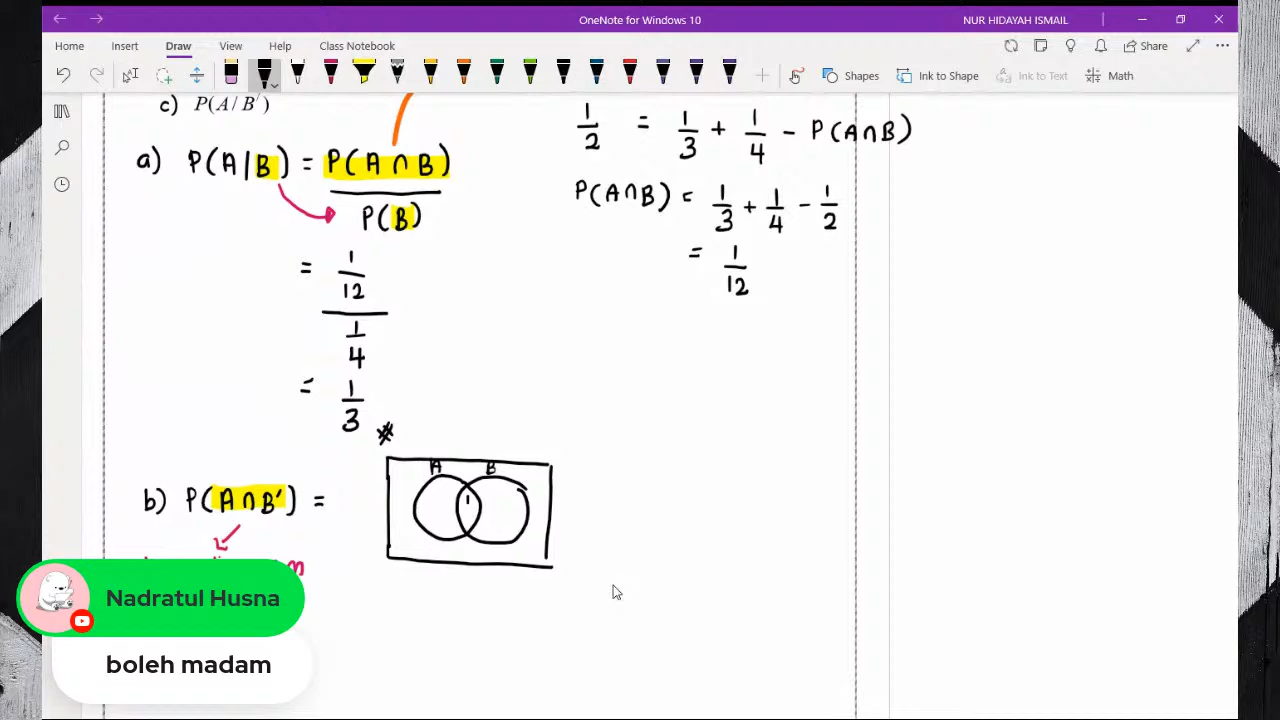 OneNote for Windows 10
NUR HIDAYAH ISMAIL
Home Insert Draw View Help Class Notebook
Share
Shapes Ink to Shape Ink to Text Math
c) P(A/B′)
a) P(A|B) = P(A ∩ B)
P(B)
= 1/12
1/4
= 1/3 #
1/2 = 1/3 + 1/4 - P(A∩B)
P(A∩B) = 1/3 + 1/4 - 1/2
= 1/12
A B
1
b) P(A ∩ B′) =
Nadratul Husna
boleh madam